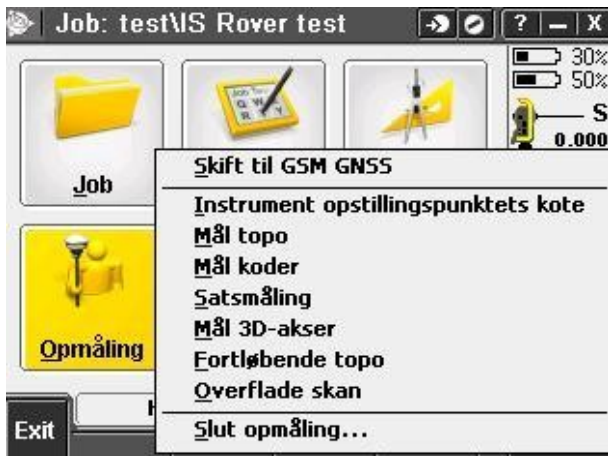 Job: test\IS Rover test
? – X
30%
50%
S
0.000
Job
Skift til GSM GNSS
Instrument opstillingspunktets kote
Mål topo
Mål koder
Satsmåling
Mål 3D-akser
Fortløbende topo
Overflade skan
Slut opmåling...
Opmåling
Exit